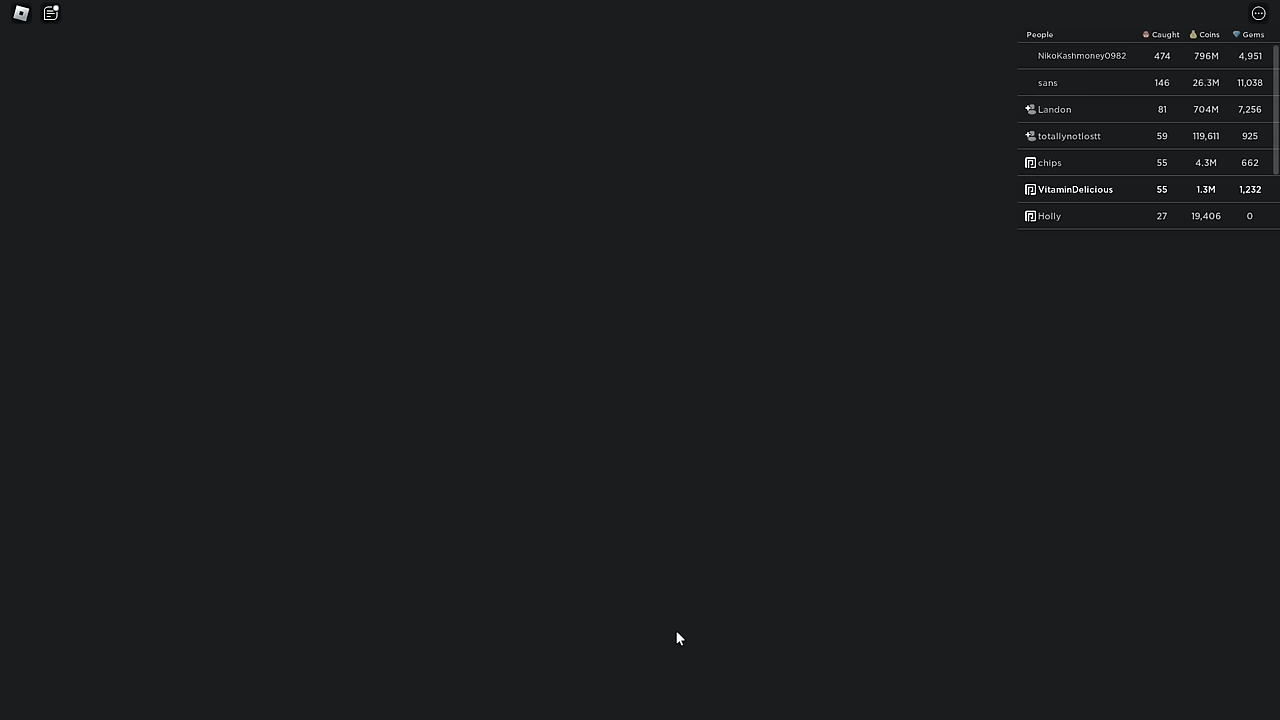 People Caught Coins Gems
NikoKashmoney0982 474 796M 4,951
sans 146 26.3M 11,038
Landon 81 704M 7,256
totallynotlostt 59 119,611 925
chips 55 4.3M 662
VitaminDelicious 55 1.3M 1,232
Holly 27 19,406 0